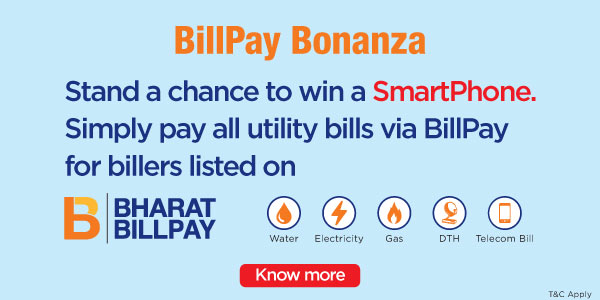 BillPay Bonanza
Stand a chance to win a SmartPhone.
Simply pay all utility bills via BillPay
for billers listed on
B BHARAT
BILLPAY
Water Electricity Gas DTH Telecom Bill
Know more
T&C Apply